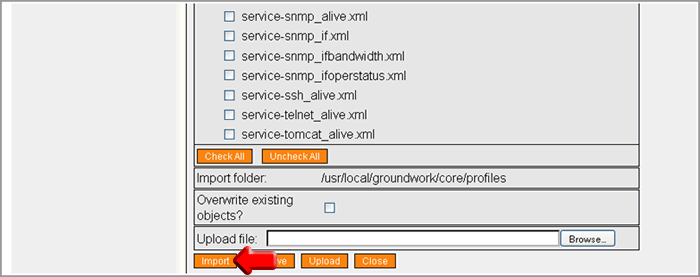 service-snmp_alive.xml
service-snmp_if.xml
service-snmp_ifbandwidth.xml
service-snmp_ifoperstatus.xml
service-ssh_alive.xml
service-telnet_alive.xml
service-tomcat_alive.xml
Check All Uncheck All
Import folder: /usr/local/groundwork/core/profiles
Overwrite existing
objects?
Upload file: Browse...
Import Upload Close